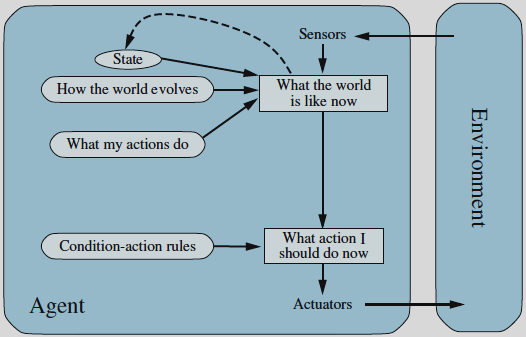 Sensors
State
How the world evolves
What the world
is like now
What my actions do
Environment
Condition-action rules
What action I
should do now
Agent
Actuators